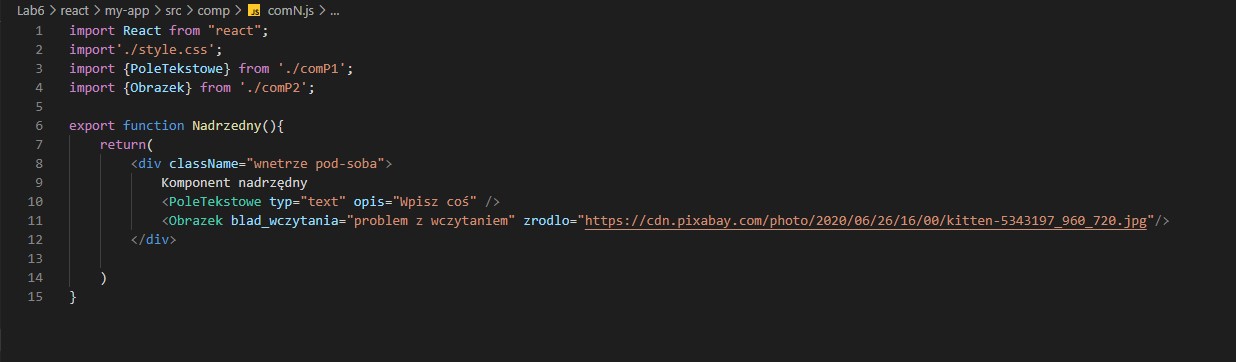 Lab6 > react > my-app > src > comp > JS comN.js > ...
1 import React from "react";
2 import'./style.css';
3 import {PoleTekstowe} from './comP1';
4 import {Obrazek} from './comP2';
5
6 export function Nadrzedny(){
7 return(
8 <div className="wnetrze pod-soba">
9 Komponent nadrzędny
10 <PoleTekstowe typ="text" opis="Wpisz coś" />
11 <Obrazek blad_wczytania="problem z wczytaniem" zrodlo="https://cdn.pixabay.com/photo/2020/06/26/16/00/kitten-5343197_960_720.jpg"/>
12 </div>
13
14 )
15 }